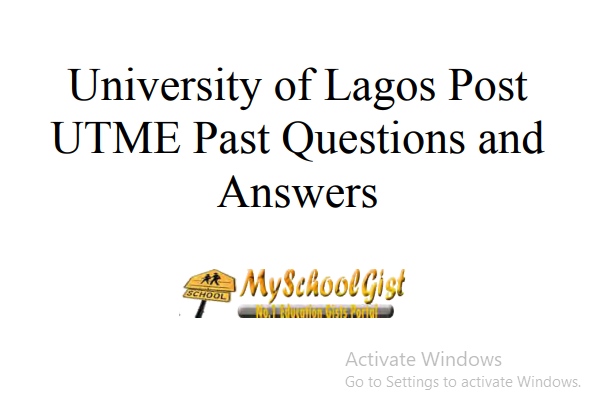 University of Lagos Post
UTME Past Questions and
Answers
SCHOOL
MySchoolGist
No.1 Education Gists Portal
Activate Windows
Go to Settings to activate Windows.